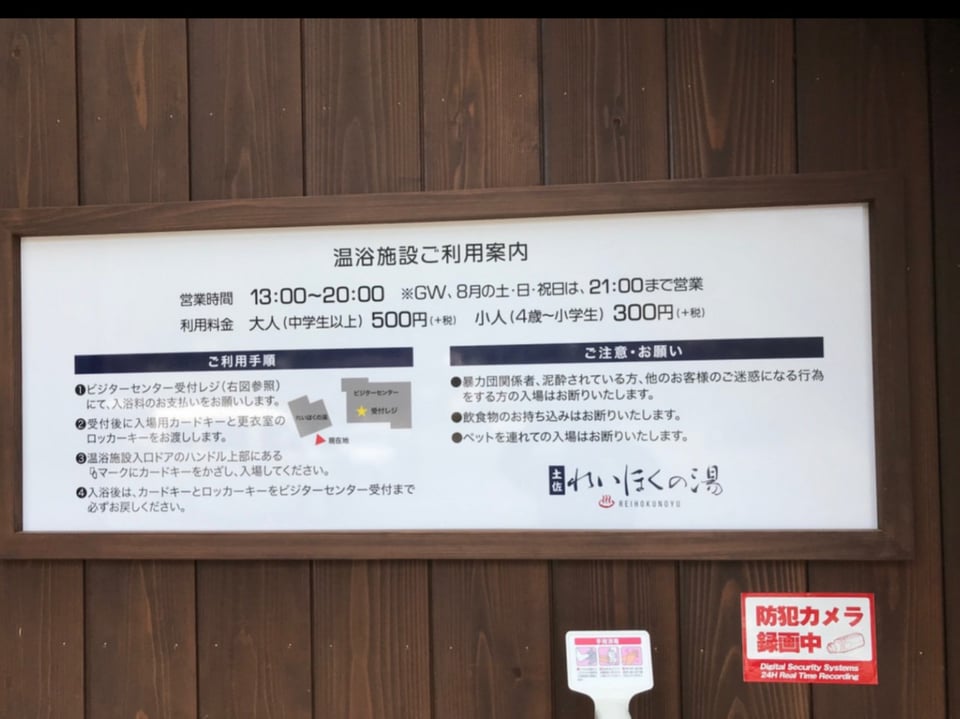 温浴施設ご利用案内
営業時間 13:00～20:00 ※GW、8月の土・日・祝日は、21:00まで営業
利用料金 大人（中学生以上）500円（+税） 小人（4歳～小学生）300円（+税）
ご利用手順
❶ビジターセンター受付レジ（右図参照）
にて、入浴料のお支払いをお願いします。
❷受付後に入場用カードキーと更衣室の
ロッカーキーをお渡しします。
❸温浴施設入口ドアのハンドル上部にある
マークにカードキーをかざし、入場してください。
❹入浴後は、カードキーとロッカーキーをビジターセンター受付まで
必ずお戻しください。
ビジターセンター
★受付レジ
れいほくの湯
現在地
ご注意・お願い
●暴力団関係者、泥酔されている方、他のお客様のご迷惑になる行為
をする方の入場はお断りいたします。
●飲食物のお持ち込みはお断りいたします。
●ペットを連れての入場はお断りいたします。
土佐 れいほくの湯
REIHOKUNOYU
手指消毒
防犯カメラ
録画中
Digital Security Systems
24H Real Time Recording